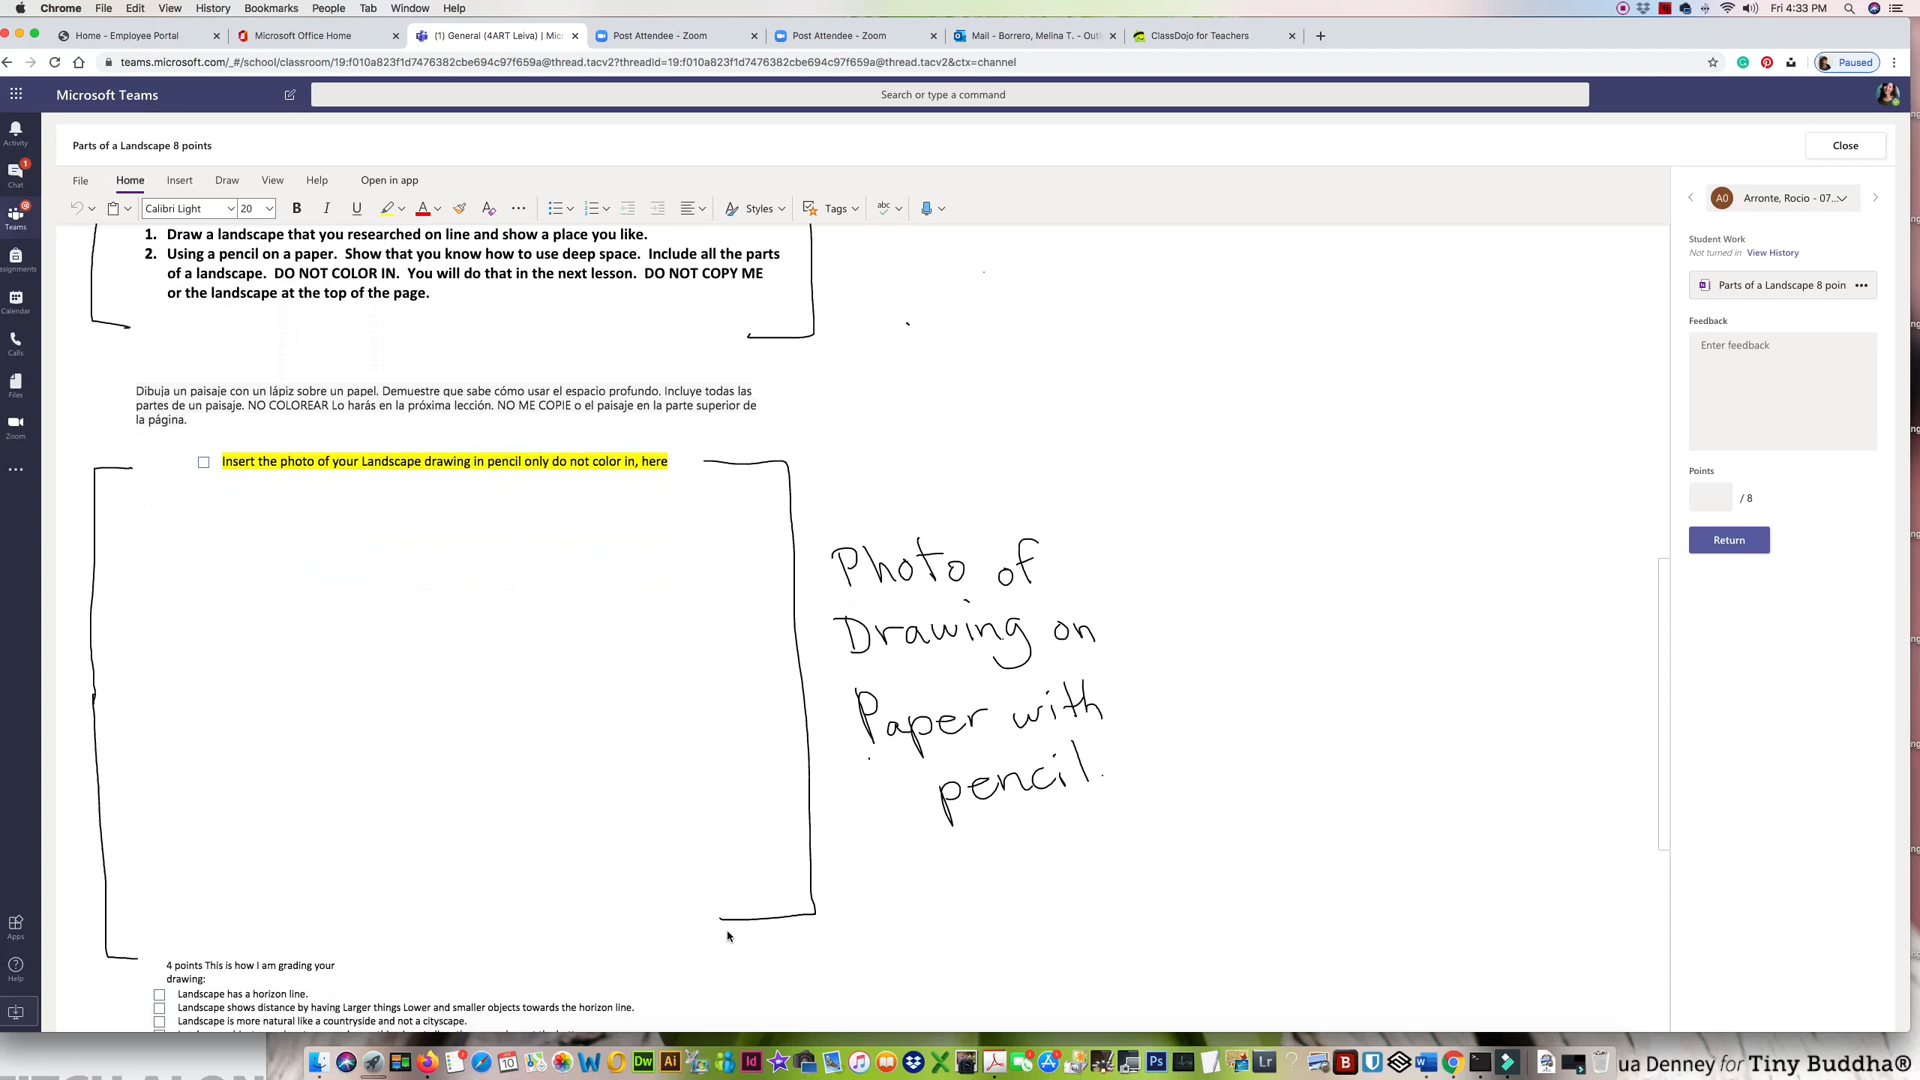 Chrome File Edit View History Bookmarks People Tab Window Help
Fri 4:33 PM
Home - Employee Portal
Microsoft Office Home
(1) General (4ART Leiva) | Mic
Post Attendee - Zoom
Post Attendee - Zoom
Mail - Borrero, Melina T. - Outl
ClassDojo for Teachers
teams.microsoft.com/_#/school/classroom/19:f010a823f1d7476382cbe694c97f659a@thread.tacv2?threadId=19:f010a823f1d7476382cbe694c97f659a@thread.tacv2&ctx=channel
Paused
Microsoft Teams
Search or type a command
Activity
Chat
1
Teams
ssignments
Calendar
Calls
Files
Zoom
Apps
Help
Parts of a Landscape 8 points
Close
File Home Insert Draw View Help Open in app
Calibri Light 20 B I U A Styles Tags abc
1. Draw a landscape that you researched on line and show a place you like.
2. Using a pencil on a paper. Show that you know how to use deep space. Include all the parts
of a landscape. DO NOT COLOR IN. You will do that in the next lesson. DO NOT COPY ME
or the landscape at the top of the page.
Dibuja un paisaje con un lápiz sobre un papel. Demuestre que sabe cómo usar el espacio profundo. Incluye todas las
partes de un paisaje. NO COLOREAR Lo harás en la próxima lección. NO ME COPIE o el paisaje en la parte superior de
la página.
Insert the photo of your Landscape drawing in pencil only do not color in, here
Photo of
Drawing on
Paper with
pencil.
4 points This is how I am grading your
drawing:
Landscape has a horizon line.
Landscape shows distance by having Larger things Lower and smaller objects towards the horizon line.
Landscape is more natural like a countryside and not a cityscape.
A0 Arronte, Rocio - 07...
Student Work
Not turned in View History
Parts of a Landscape 8 poin
Feedback
Enter feedback
Points
/ 8
Return
ua Denney for Tiny Buddha®